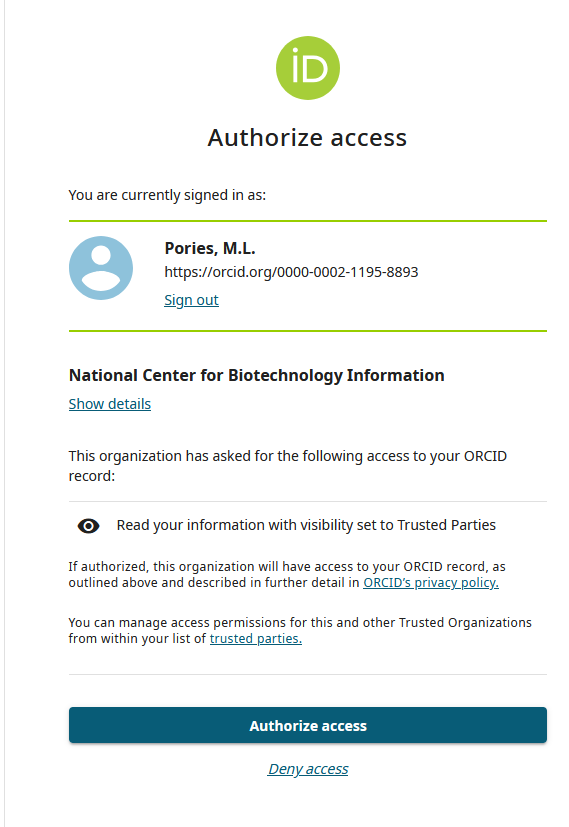 iD
Authorize access
You are currently signed in as:
Pories, M.L.
https://orcid.org/0000-0002-1195-8893
Sign out
National Center for Biotechnology Information
Show details
This organization has asked for the following access to your ORCID
record:
Read your information with visibility set to Trusted Parties
If authorized, this organization will have access to your ORCID record, as
outlined above and described in further detail in ORCID's privacy policy.
You can manage access permissions for this and other Trusted Organizations
from within your list of trusted parties.
Authorize access
Deny access